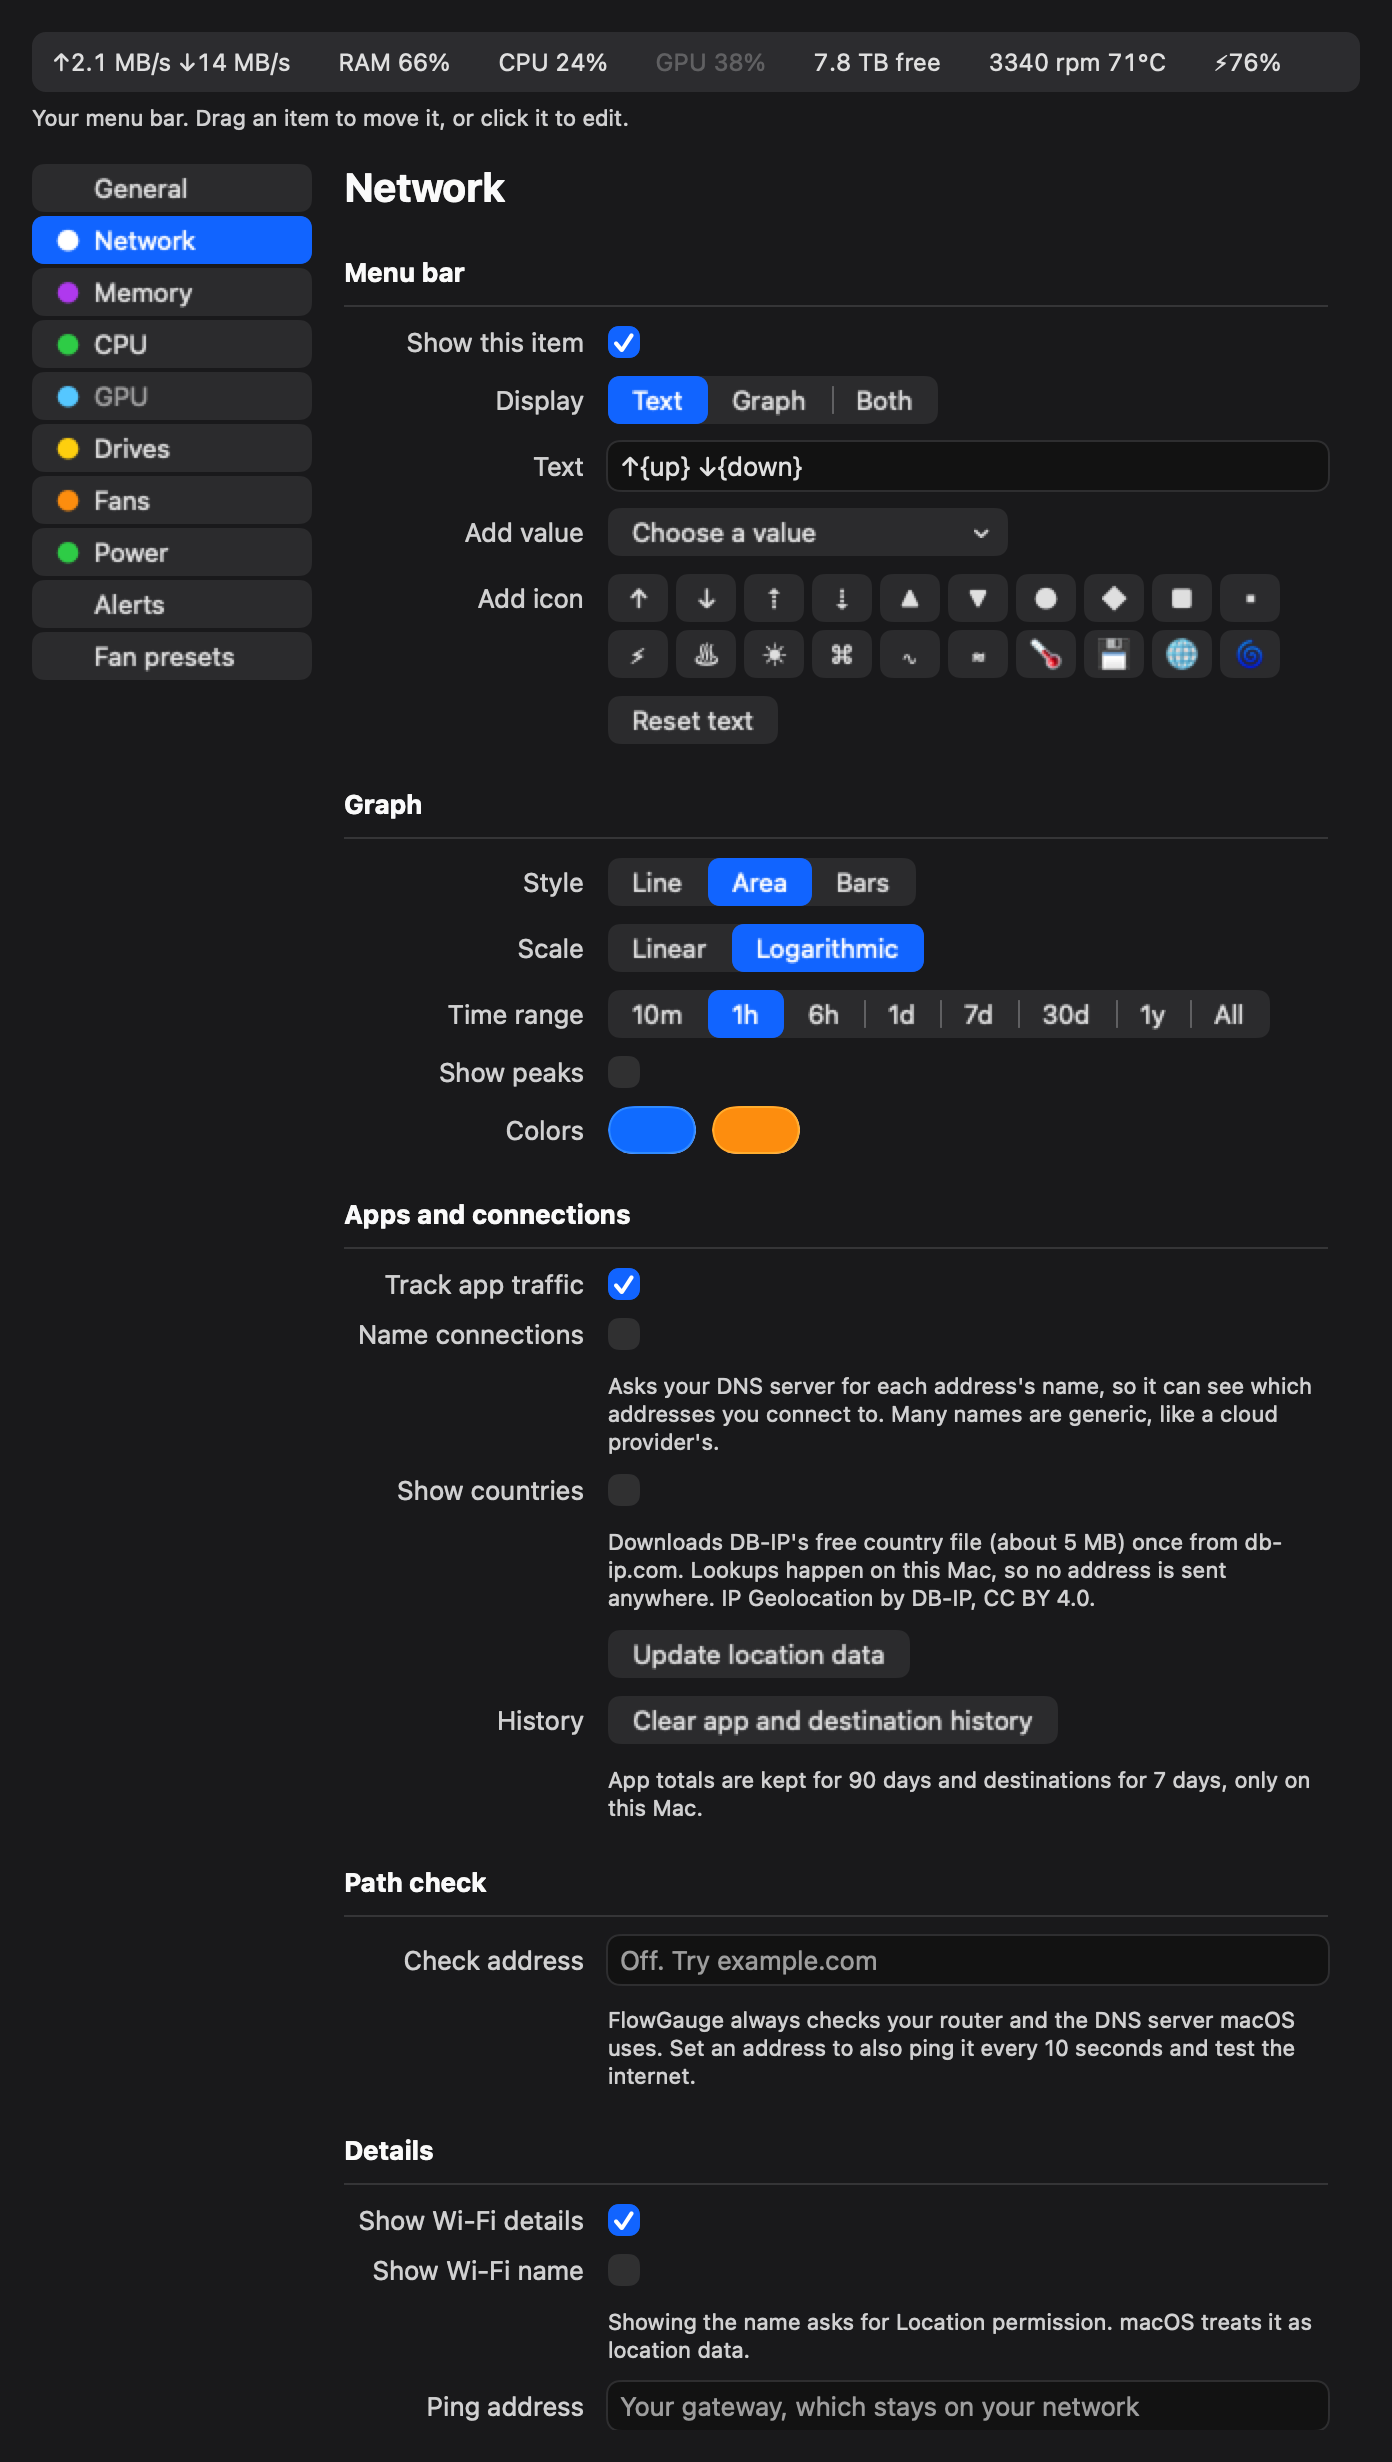 ↑2.1 MB/s ↓14 MB/s RAM 66% CPU 24% GPU 38% 7.8 TB free 3340 rpm 71°C ⚡76%
Your menu bar. Drag an item to move it, or click it to edit.
General
Network
Memory
CPU
GPU
Drives
Fans
Power
Alerts
Fan presets
Network
Menu bar
Show this item
Display Text Graph Both
Text ↑{up} ↓{down}
Add value Choose a value
Add icon
Reset text
Graph
Style Line Area Bars
Scale Linear Logarithmic
Time range 10m 1h 6h 1d 7d 30d 1y All
Show peaks
Colors
Apps and connections
Track app traffic
Name connections
Asks your DNS server for each address's name, so it can see which
addresses you connect to. Many names are generic, like a cloud
provider's.
Show countries
Downloads DB-IP's free country file (about 5 MB) once from db-
ip.com. Lookups happen on this Mac, so no address is sent
anywhere. IP Geolocation by DB-IP, CC BY 4.0.
Update location data
History Clear app and destination history
App totals are kept for 90 days and destinations for 7 days, only on
this Mac.
Path check
Check address Off. Try example.com
FlowGauge always checks your router and the DNS server macOS
uses. Set an address to also ping it every 10 seconds and test the
internet.
Details
Show Wi-Fi details
Show Wi-Fi name
Showing the name asks for Location permission. macOS treats it as
location data.
Ping address Your gateway, which stays on your network